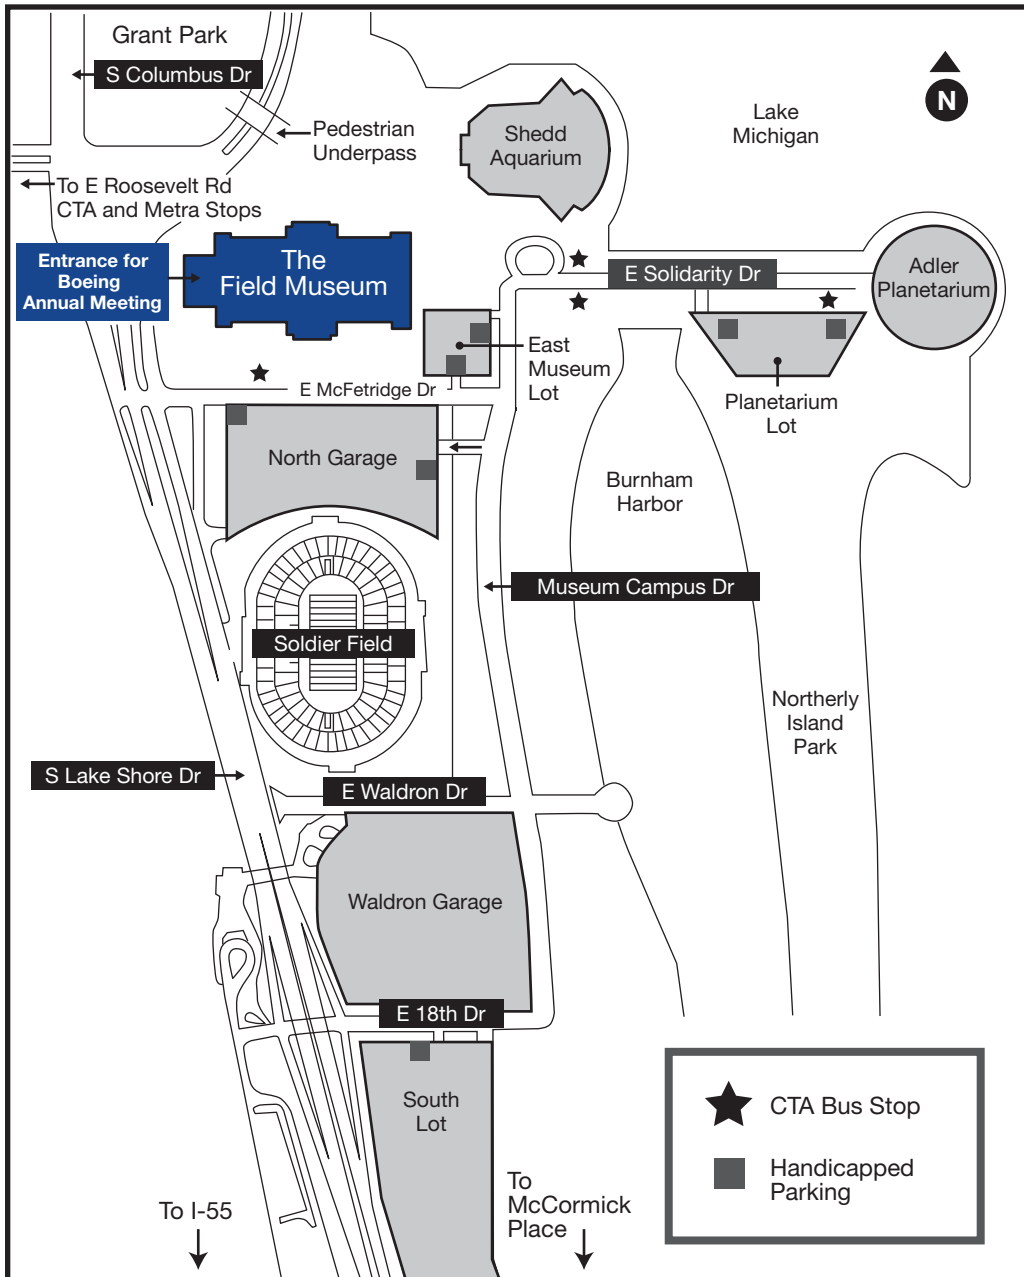 Grant Park
S Columbus Dr
Pedestrian
Underpass
To E Roosevelt Rd
CTA and Metra Stops
Shedd
Aquarium
Lake
Michigan
N
Entrance for
Boeing
Annual Meeting
The
Field Museum
E Solidarity Dr
Adler
Planetarium
East
Museum
Lot
E McFetridge Dr
Planetarium
Lot
North Garage
Burnham
Harbor
Museum Campus Dr
Soldier Field
Northerly
Island
Park
S Lake Shore Dr
E Waldron Dr
Waldron Garage
E 18th Dr
South
Lot
CTA Bus Stop
Handicapped
Parking
To I-55
To
McCormick
Place